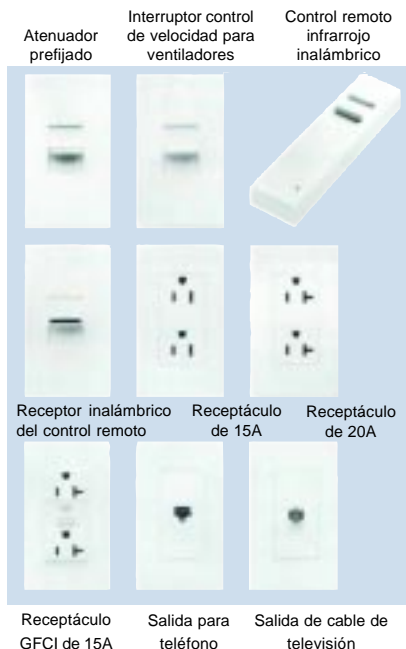 Atenuador
prefijado
Interruptor control
de velocidad para
ventiladores
Control remoto
infrarrojo
inalámbrico
Receptor inalámbrico
del control remoto
Receptáculo
de 15A
Receptáculo
de 20A
Receptáculo
GFCI de 15A
Salida para
teléfono
Salida de cable de
televisión